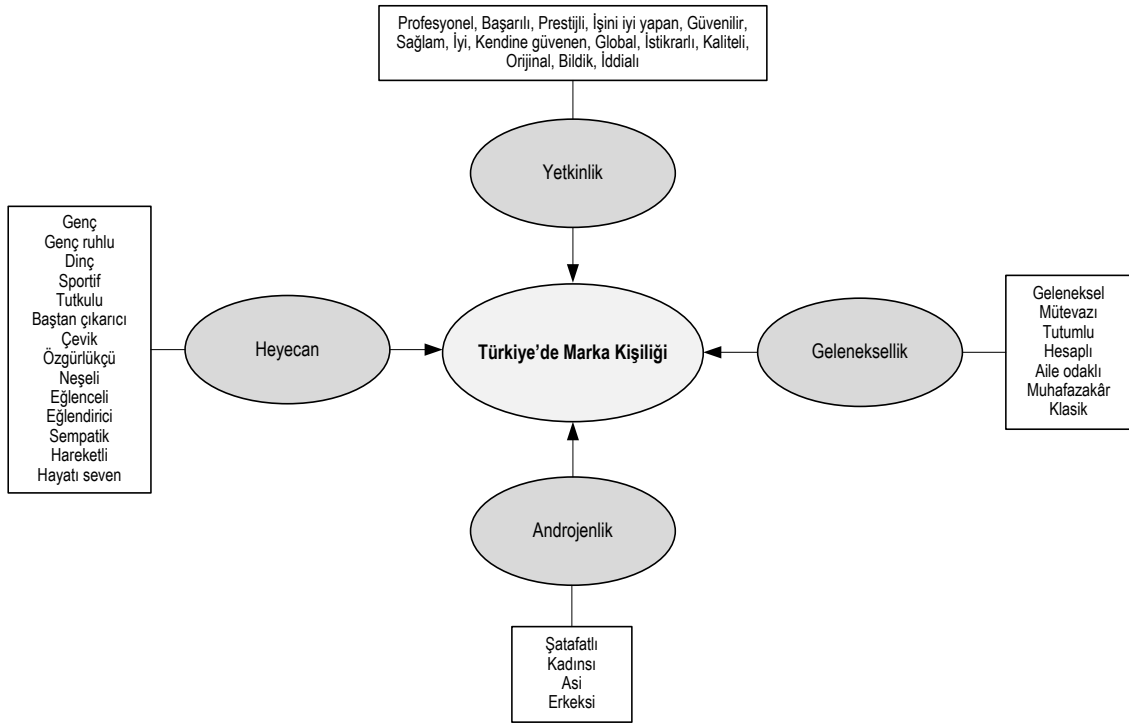 Profesyonel, Başarılı, Prestijli, İşini iyi yapan, Güvenilir,
Sağlam, İyi, Kendine güvenen, Global, İstikrarlı, Kaliteli,
Orijinal, Bildik, İddialı
Yetkinlik
Genç
Genç ruhlu
Dinç
Sportif
Tutkulu
Baştan çıkarıcı
Çevik
Özgürlükçü
Neşeli
Eğlenceli
Eğlendirici
Sempatik
Hareketli
Hayatı seven
Heyecan
Türkiye’de Marka Kişiliği
Geleneksellik
Geleneksel
Mütevazı
Tutumlu
Hesaplı
Aile odaklı
Muhafazakâr
Klasik
Androjenlik
Şatafatlı
Kadınsı
Asi
Erkeksi